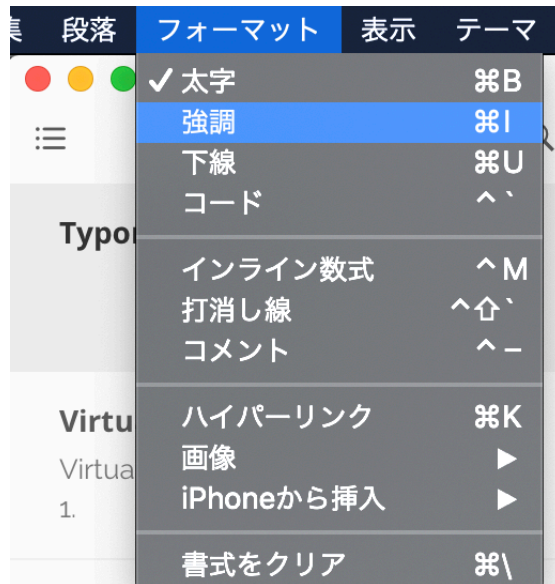 段落 フォーマット 表示 テーマ
✓ 太字 ⌘B
強調 ⌘I
下線 ⌘U
コード ^`
Typo
インライン数式 ^M
打消し線 ^⇧`
コメント ^–
Virtu
ハイパーリンク ⌘K
Virtua
画像 ▶
1.
iPhoneから挿入 ▶
書式をクリア ⌘\